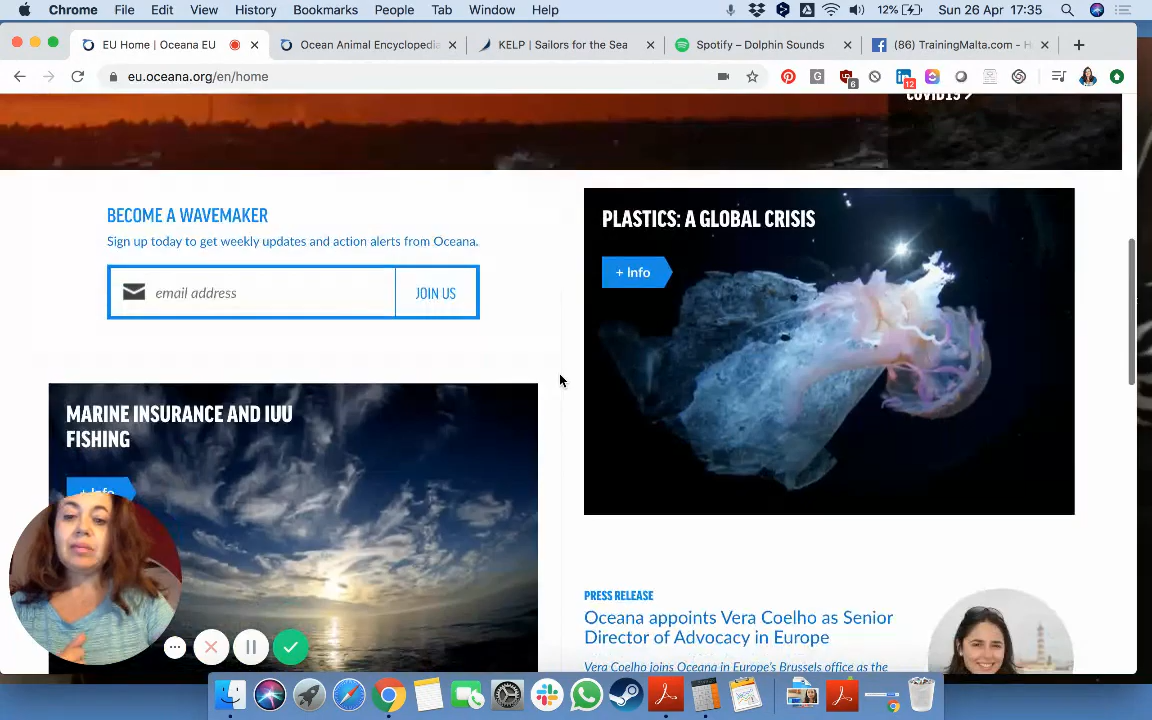 Chrome File Edit View History Bookmarks People Tab Window Help 12% Sun 26 Apr 17:35
EU Home | Oceana EU
Ocean Animal Encyclopedia
KELP | Sailors for the Sea
Spotify – Dolphin Sounds
(86) TrainingMalta.com - H
eu.oceana.org/en/home
6
12
COVID19 >
BECOME A WAVEMAKER
Sign up today to get weekly updates and action alerts from Oceana.
email address JOIN US
PLASTICS: A GLOBAL CRISIS
+ Info
MARINE INSURANCE AND IUU
FISHING
+ Info
PRESS RELEASE
Oceana appoints Vera Coelho as Senior
Director of Advocacy in Europe
Vera Coelho joins Oceana in Europe's Brussels office as the